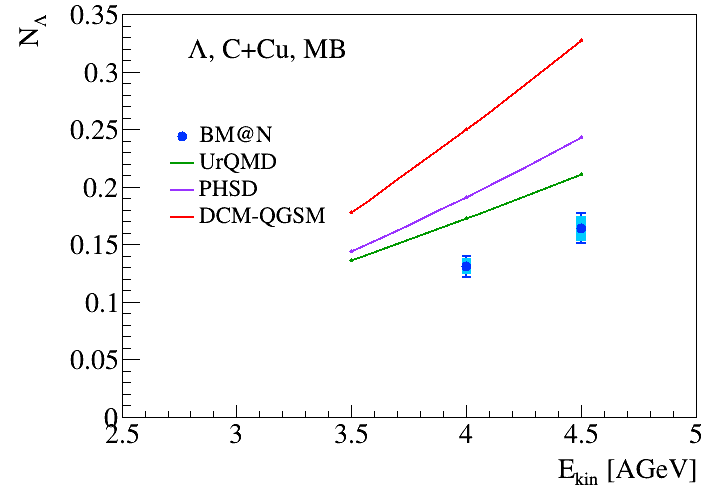 N_Λ
0.35
0.3
0.25
0.2
0.15
0.1
0.05
0
Λ, C+Cu, MB
BM@N
UrQMD
PHSD
DCM-QGSM
2.5 3 3.5 4 4.5 5
E_kin [AGeV]